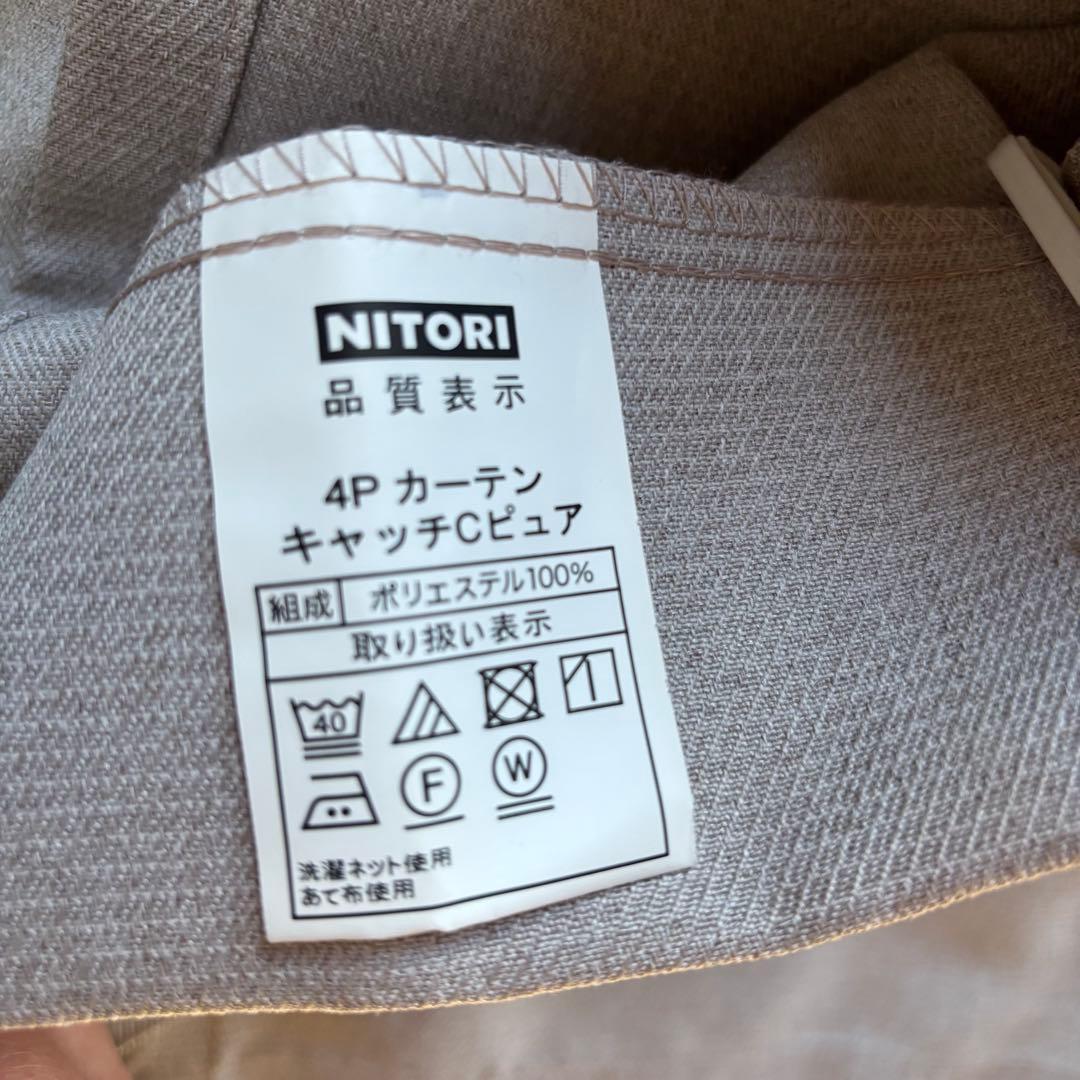 NITORI
品質表示
4P カーテン
キャッチCピュア
組成 ポリエステル100%
取り扱い表示
40
F W
洗濯ネット使用
あて布使用